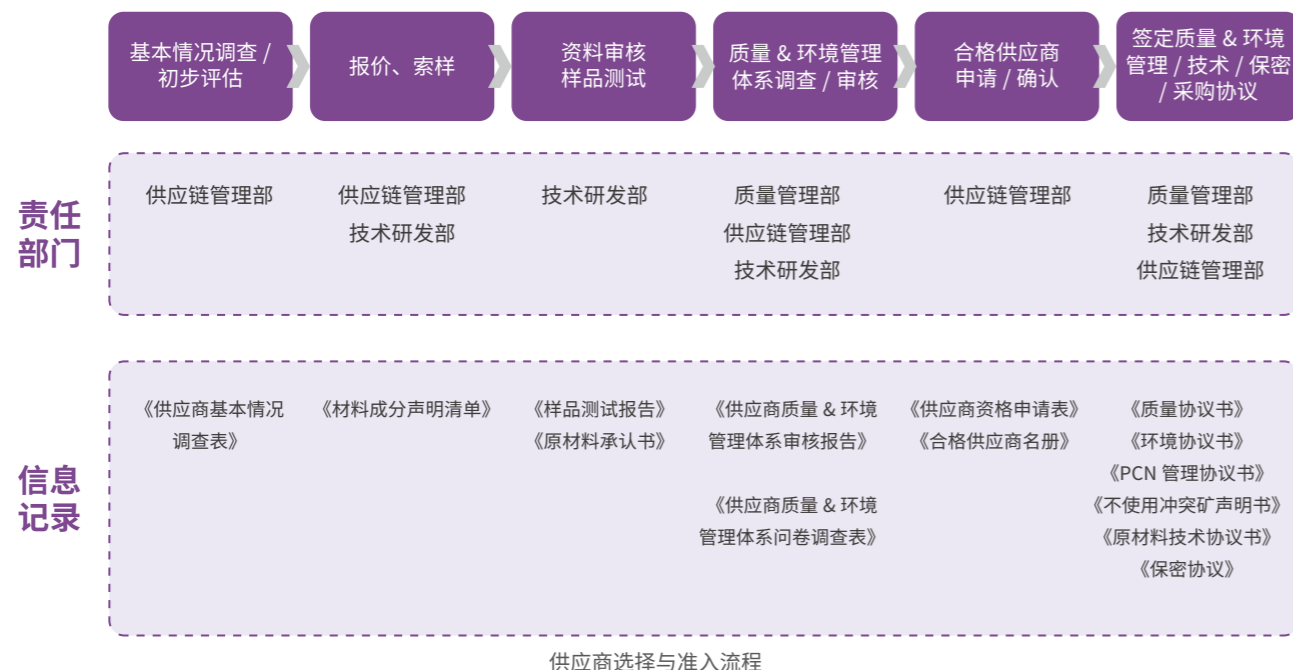 基本情况调查 /
初步评估
报价、索样
资料审核
样品测试
质量 & 环境管理
体系调查 / 审核
合格供应商
申请 / 确认
签定质量 & 环境
管理 / 技术 / 保密
/ 采购协议
责任
部门
供应链管理部
供应链管理部
技术研发部
技术研发部
质量管理部
供应链管理部
技术研发部
供应链管理部
质量管理部
技术研发部
供应链管理部
信息
记录
《供应商基本情况
调查表》
《材料成分声明清单》
《样品测试报告》
《原材料承认书》
《供应商质量 & 环境
管理体系审核报告》
《供应商质量 & 环境
管理体系问卷调查表》
《供应商资格申请表》
《合格供应商名册》
《质量协议书》
《环境协议书》
《PCN 管理协议书》
《不使用冲突矿声明书》
《原材料技术协议书》
《保密协议》
供应商选择与准入流程